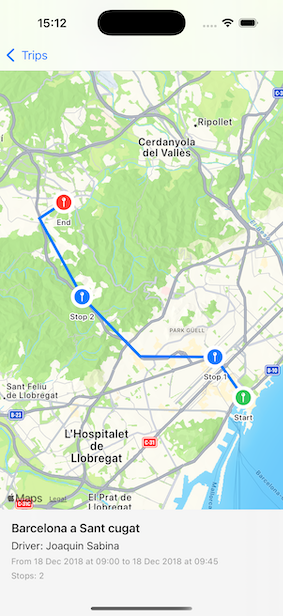 15:12
Trips
Ripollet
Cerdanyola
del Vallès
End
Stop 2
PARK GÜELL
Stop 1
B-10
Sant Feliu
de Llobregat
Start
B-23
L'Hospitalet
de
Llobregat
C-31
Maps
Legal
El Prat de
Llobregat
Barcelona a Sant cugat
Driver: Joaquin Sabina
From 18 Dec 2018 at 09:00 to 18 Dec 2018 at 09:45
Stops: 2